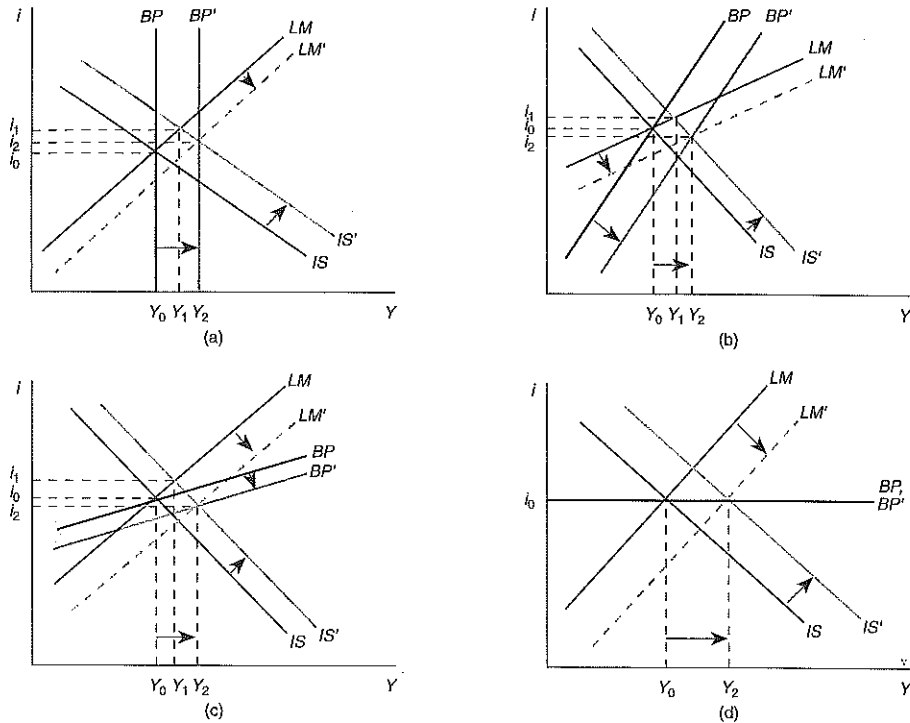 i BP BP' LM LM'
i₁
i₂
i₀
IS'
IS
Y₀ Y₁ Y₂ Y
(a)
i BP BP' LM
LM'
i₁
i₀
i₂
IS IS'
Y₀ Y₁ Y₂ Y
(b)
i LM
LM'
BP
BP'
i₁
i₀
i₂
IS IS'
Y₀ Y₁ Y₂ Y
(c)
i LM
LM'
i₀ BP,
BP'
IS IS'
Y₀ Y₂ Y
(d)